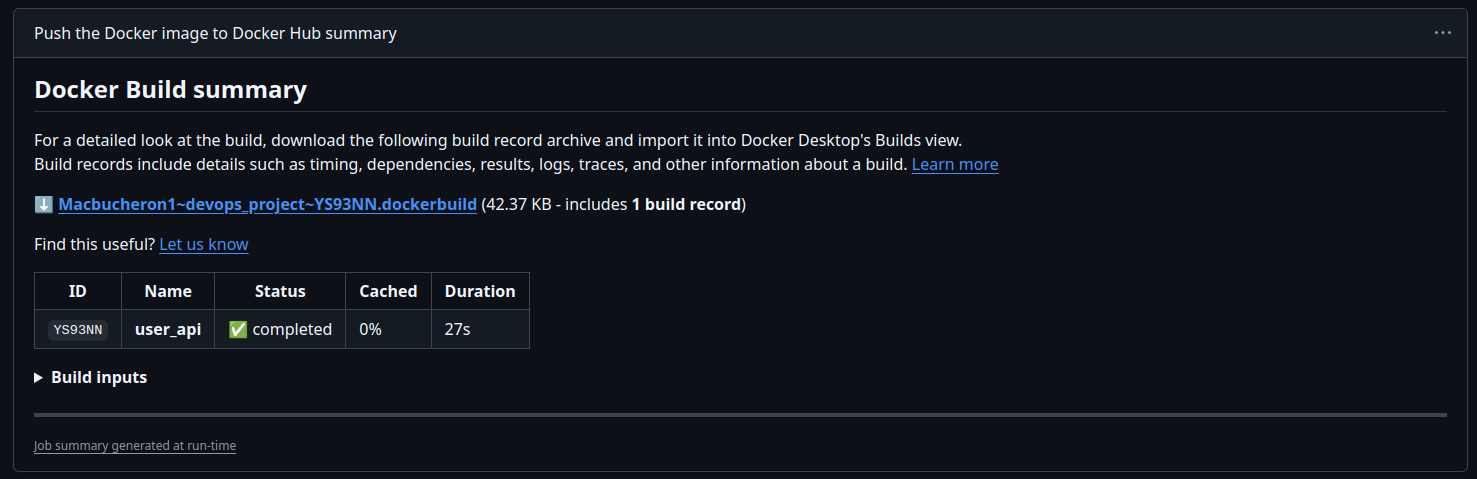 Push the Docker image to Docker Hub summary
Docker Build summary
For a detailed look at the build, download the following build record archive and import it into Docker Desktop's Builds view.
Build records include details such as timing, dependencies, results, logs, traces, and other information about a build. Learn more
Macbucheron1~devops_project~YS93NN.dockerbuild (42.37 KB - includes 1 build record)
Find this useful? Let us know
ID Name Status Cached Duration
YS93NN user_api ✅ completed 0% 27s
Build inputs
Job summary generated at run-time